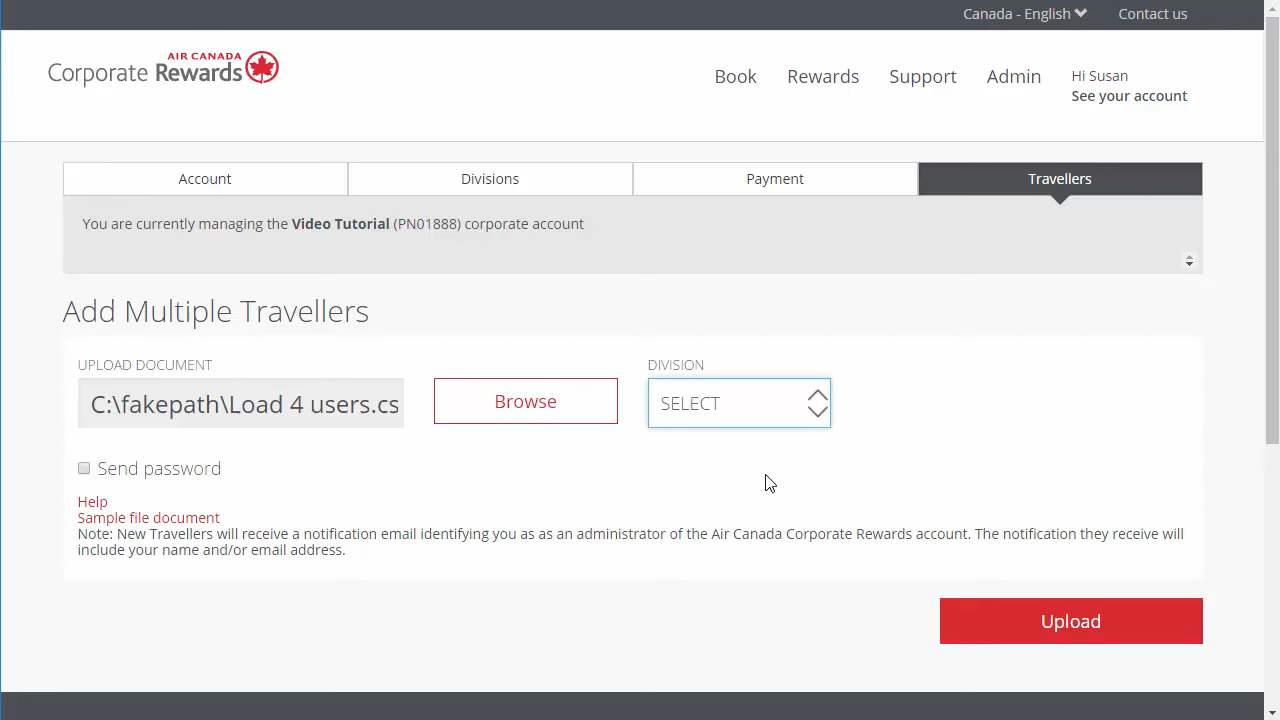 Canada - English Contact us
AIR CANADA
Corporate Rewards
Book Rewards Support Admin
Hi Susan
See your account
Account Divisions Payment Travellers
You are currently managing the Video Tutorial (PN01888) corporate account
Add Multiple Travellers
UPLOAD DOCUMENT
DIVISION
C:\fakepath\Load 4 users.cs
Browse
SELECT
Send password
Help
Sample file document
Note: New Travellers will receive a notification email identifying you as as an administrator of the Air Canada Corporate Rewards account. The notification they receive will
include your name and/or email address.
Upload